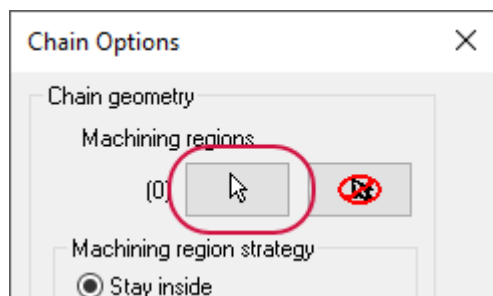 Chain Options
Chain geometry
Machining regions
(0)
Machining region strategy
Stay inside